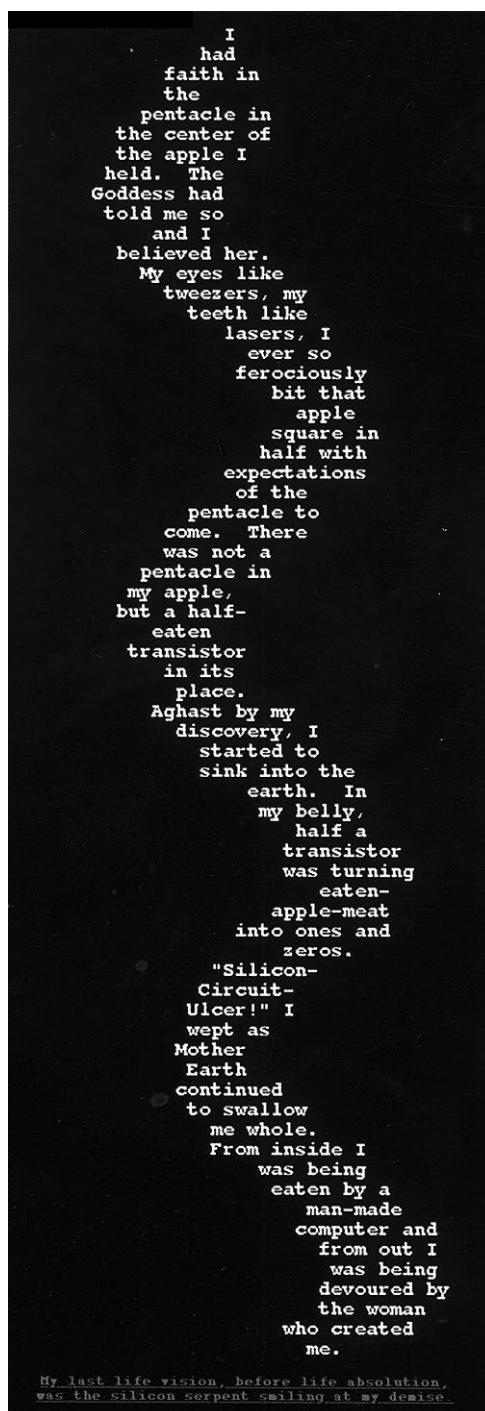 I
had
faith in
the
pentacle in
the center of
the apple I
held. The
Goddess had
told me so
and I
believed her.
My eyes like
tweezers, my
teeth like
lasers, I
ever so
ferociously
bit that
apple
square in
half with
expectations
of the
pentacle to
come. There
was not a
pentacle in
my apple,
but a half-
eaten
transistor
in its
place.
Aghast by my
discovery, I
started to
sink into the
earth. In
my belly,
half a
transistor
was turning
eaten-
apple-meat
into ones and
zeros.
"Silicon-
Circuit-
Ulcer!" I
wept as
Mother
Earth
continued
to swallow
me whole.
From inside I
was being
eaten by a
man-made
computer and
from out I
was being
devoured by
the woman
who created
me.
My last life vision, before life absolution,
was the silicon serpent smiling at my demise.